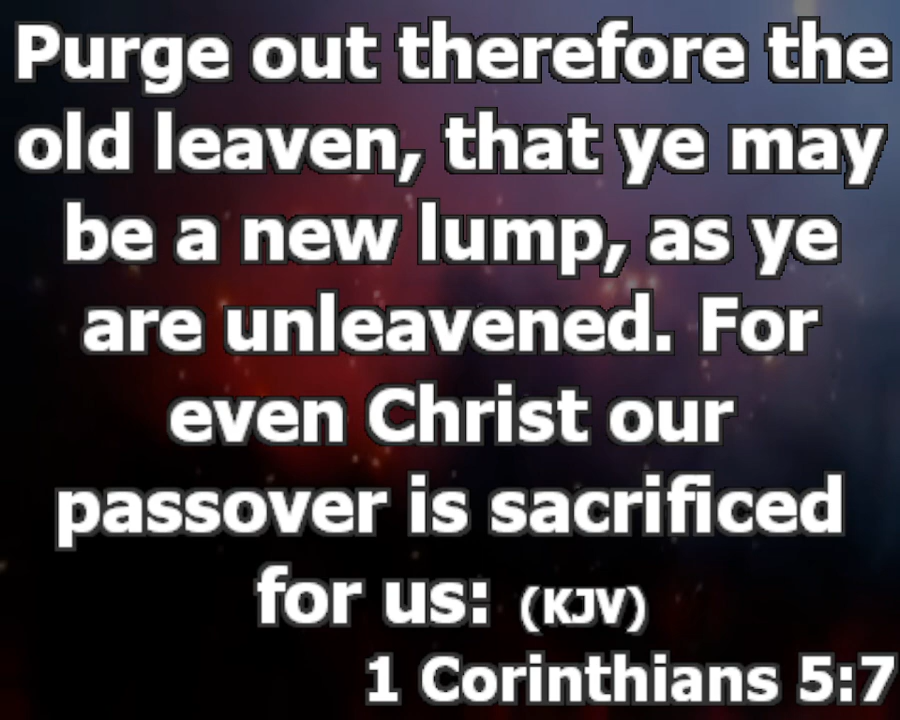 Purge out therefore the
old leaven, that ye may
be a new lump, as ye
are unleavened. For
even Christ our
passover is sacrificed
for us: (KJV)
1 Corinthians 5:7